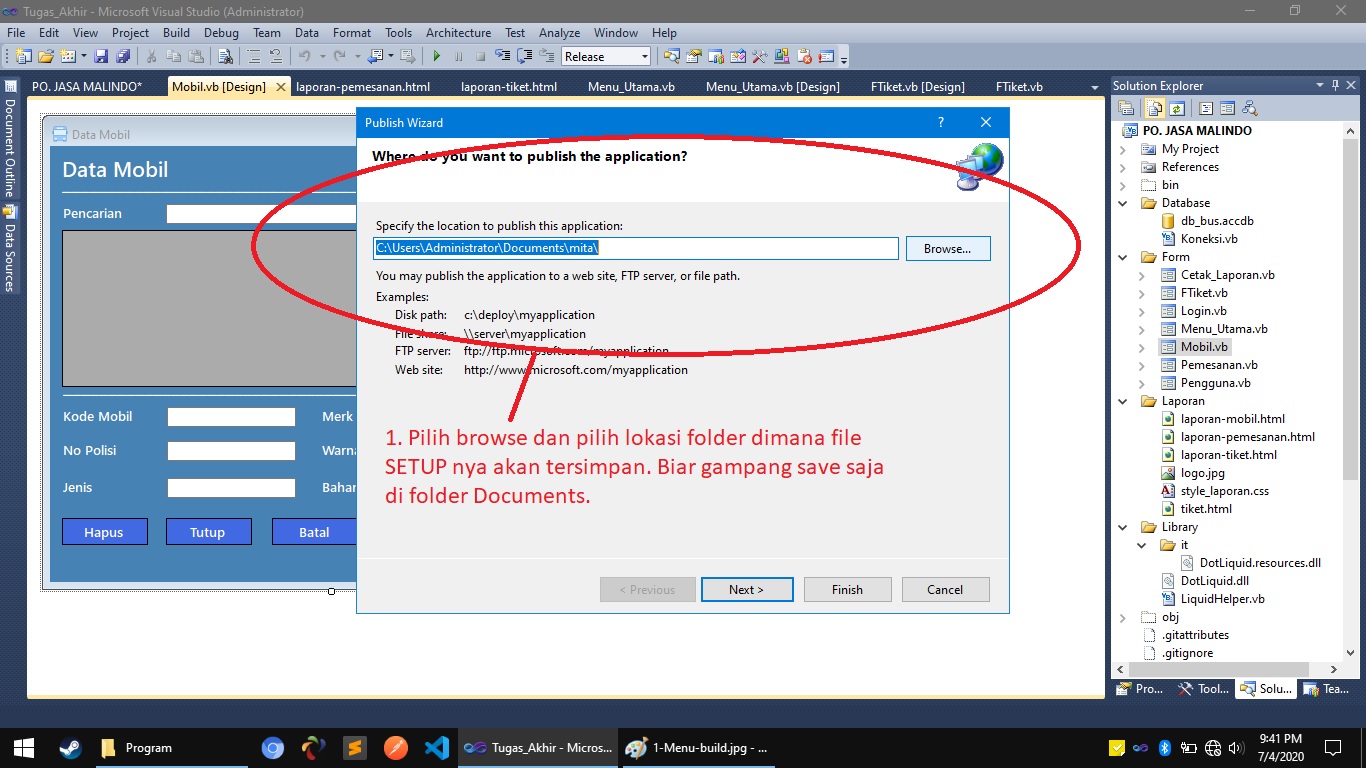 Tugas_Akhir - Microsoft Visual Studio (Administrator)
File Edit View Project Build Debug Team Data Format Tools Architecture Test Analyze Window Help
Release
PO. JASA MALINDO* Mobil.vb [Design] laporan-pemesanan.html laporan-tiket.html Menu_Utama.vb Menu_Utama.vb [Design] FTiket.vb [Design] FTiket.vb
Document Outline
Data Sources
Data Mobil
Data Mobil
Pencarian
Kode Mobil
Merk
No Polisi
Warna
Jenis
Bahar
Hapus Tutup Batal
Publish Wizard
?
Where do you want to publish the application?
Specify the location to publish this application:
C:\Users\Administrator\Documents\mita\
Browse...
You may publish the application to a web site, FTP server, or file path.
Examples:
Disk path: c:\deploy\myapplication
File share: \\server\myapplication
FTP server: ftp://ftp.microsoft.com/myapplication
Web site: http://www.microsoft.com/myapplication
1. Pilih browse dan pilih lokasi folder dimana file
SETUP nya akan tersimpan. Biar gampang save saja
di folder Documents.
< Previous Next > Finish Cancel
Solution Explorer
PO. JASA MALINDO
My Project
References
bin
Database
db_bus.accdb
Koneksi.vb
Form
Cetak_Laporan.vb
FTiket.vb
Login.vb
Menu_Utama.vb
Mobil.vb
Pemesanan.vb
Pengguna.vb
Laporan
laporan-mobil.html
laporan-pemesanan.html
laporan-tiket.html
logo.jpg
style_laporan.css
tiket.html
Library
it
DotLiquid.resources.dll
DotLiquid.dll
LiquidHelper.vb
obj
.gitattributes
.gitignore
Pro... Tool... Solu... Tea...
Program
Tugas_Akhir - Micros...
1-Menu-build.jpg - ...
9:41 PM
7/4/2020